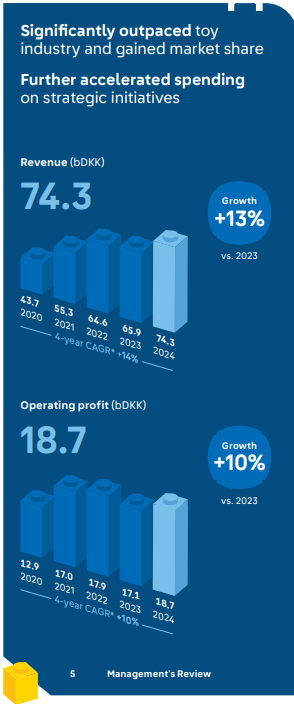 Significantly outpaced toy
industry and gained market share
Further accelerated spending
on strategic initiatives
Revenue (bDKK)
74.3
Growth
+13%
vs. 2023
43.7
2020
55.3
2021
64.6
2022
65.9
2023
74.3
2024
4-year CAGR* +14%
Operating profit (bDKK)
18.7
Growth
+10%
vs. 2023
12.9
2020
17.0
2021
17.9
2022
17.1
2023
18.7
2024
4-year CAGR* +10%
5 Management's Review